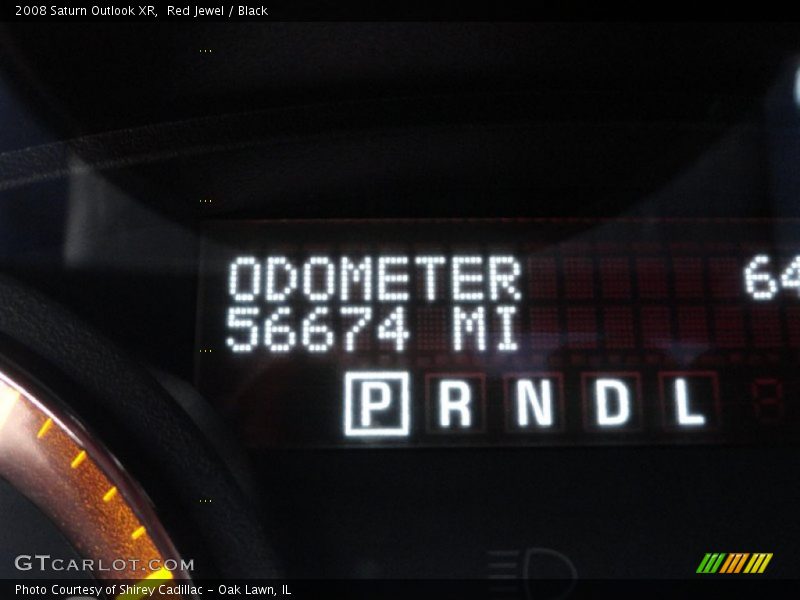 2008 Saturn Outlook XR,  Red Jewel / Black
ODOMETER 64
56674 MI
P R N D L
GTCARLOT.COM
Photo Courtesy of Shirey Cadillac - Oak Lawn, IL